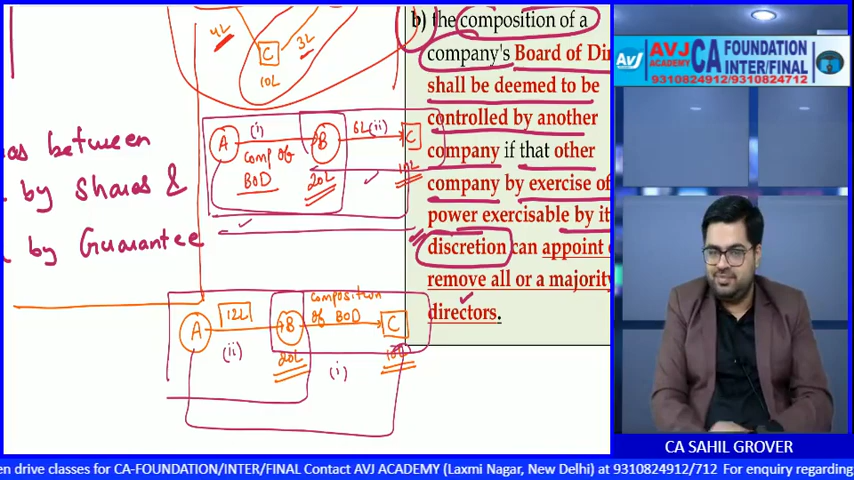 4L
3L
C
10L
(i)
A
B
6L(ii)
C
Comp of
BOD
20L
10L
between
by Shares &
by Guarantee
12L
A
B
composition
of BOD
C
(ii)
20L
(i)
b) the composition of a
company's Board of Di
shall be deemed to be
controlled by another
company if that other
company by exercise of
power exercisable by it
discretion can appoint o
remove all or a majority
directors.
AVJ
AVJ
ACADEMY
CA
FOUNDATION
INTER/FINAL
9310824912/9310824712
CA SAHIL GROVER
en drive classes for CA-FOUNDATION/INTER/FINAL Contact AVJ ACADEMY (Laxmi Nagar, New Delhi) at 9310824912/712 For enquiry regarding